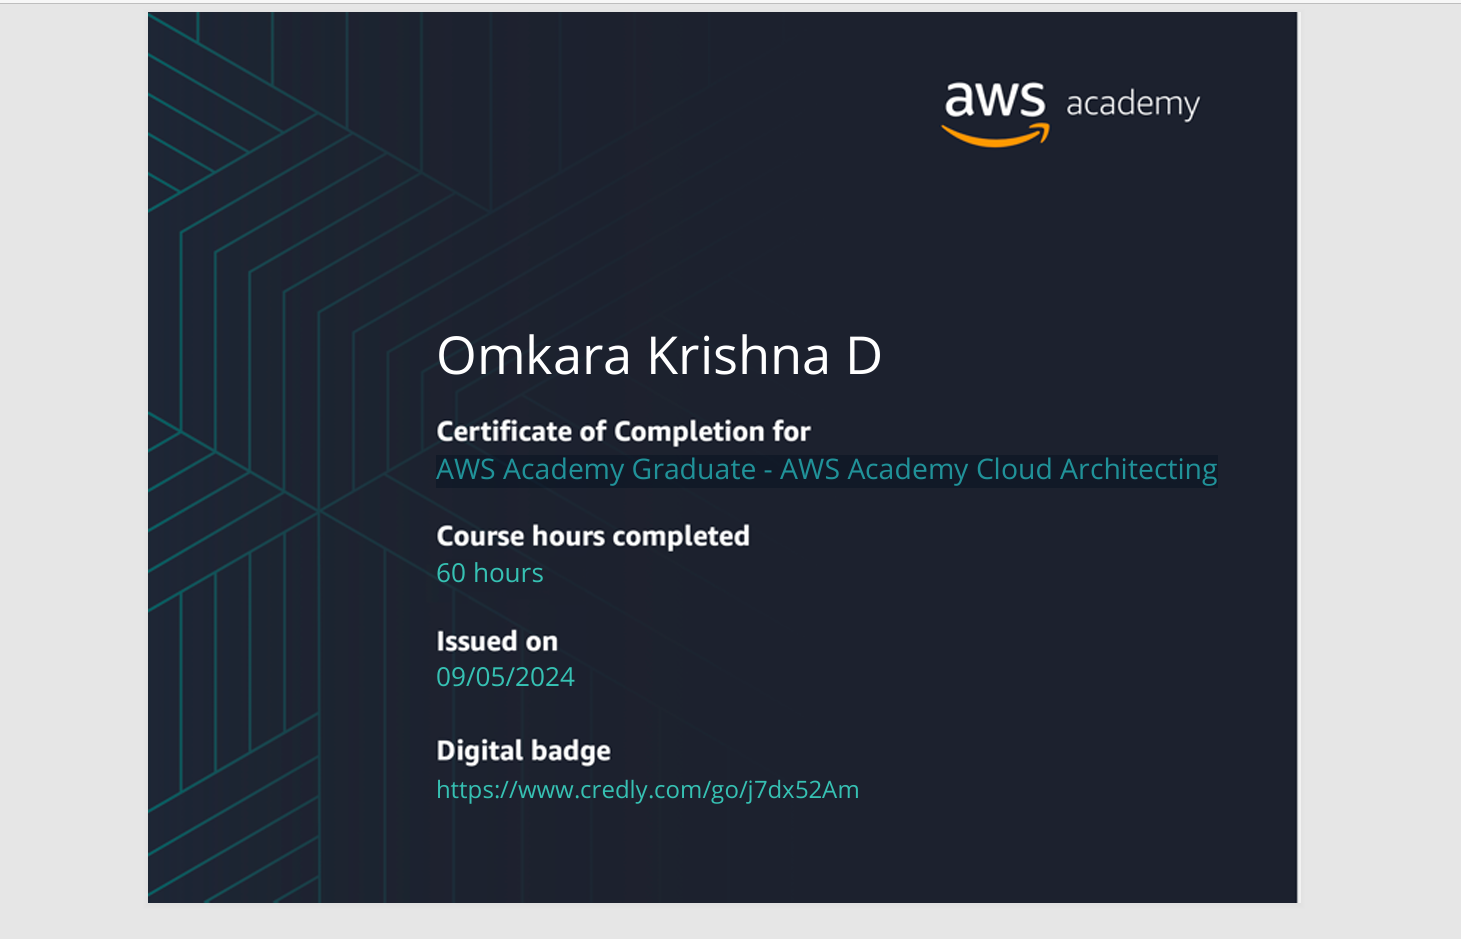 aws academy
Omkara Krishna D
Certificate of Completion for
AWS Academy Graduate - AWS Academy Cloud Architecting
Course hours completed
60 hours
Issued on
09/05/2024
Digital badge
https://www.credly.com/go/j7dx52Am